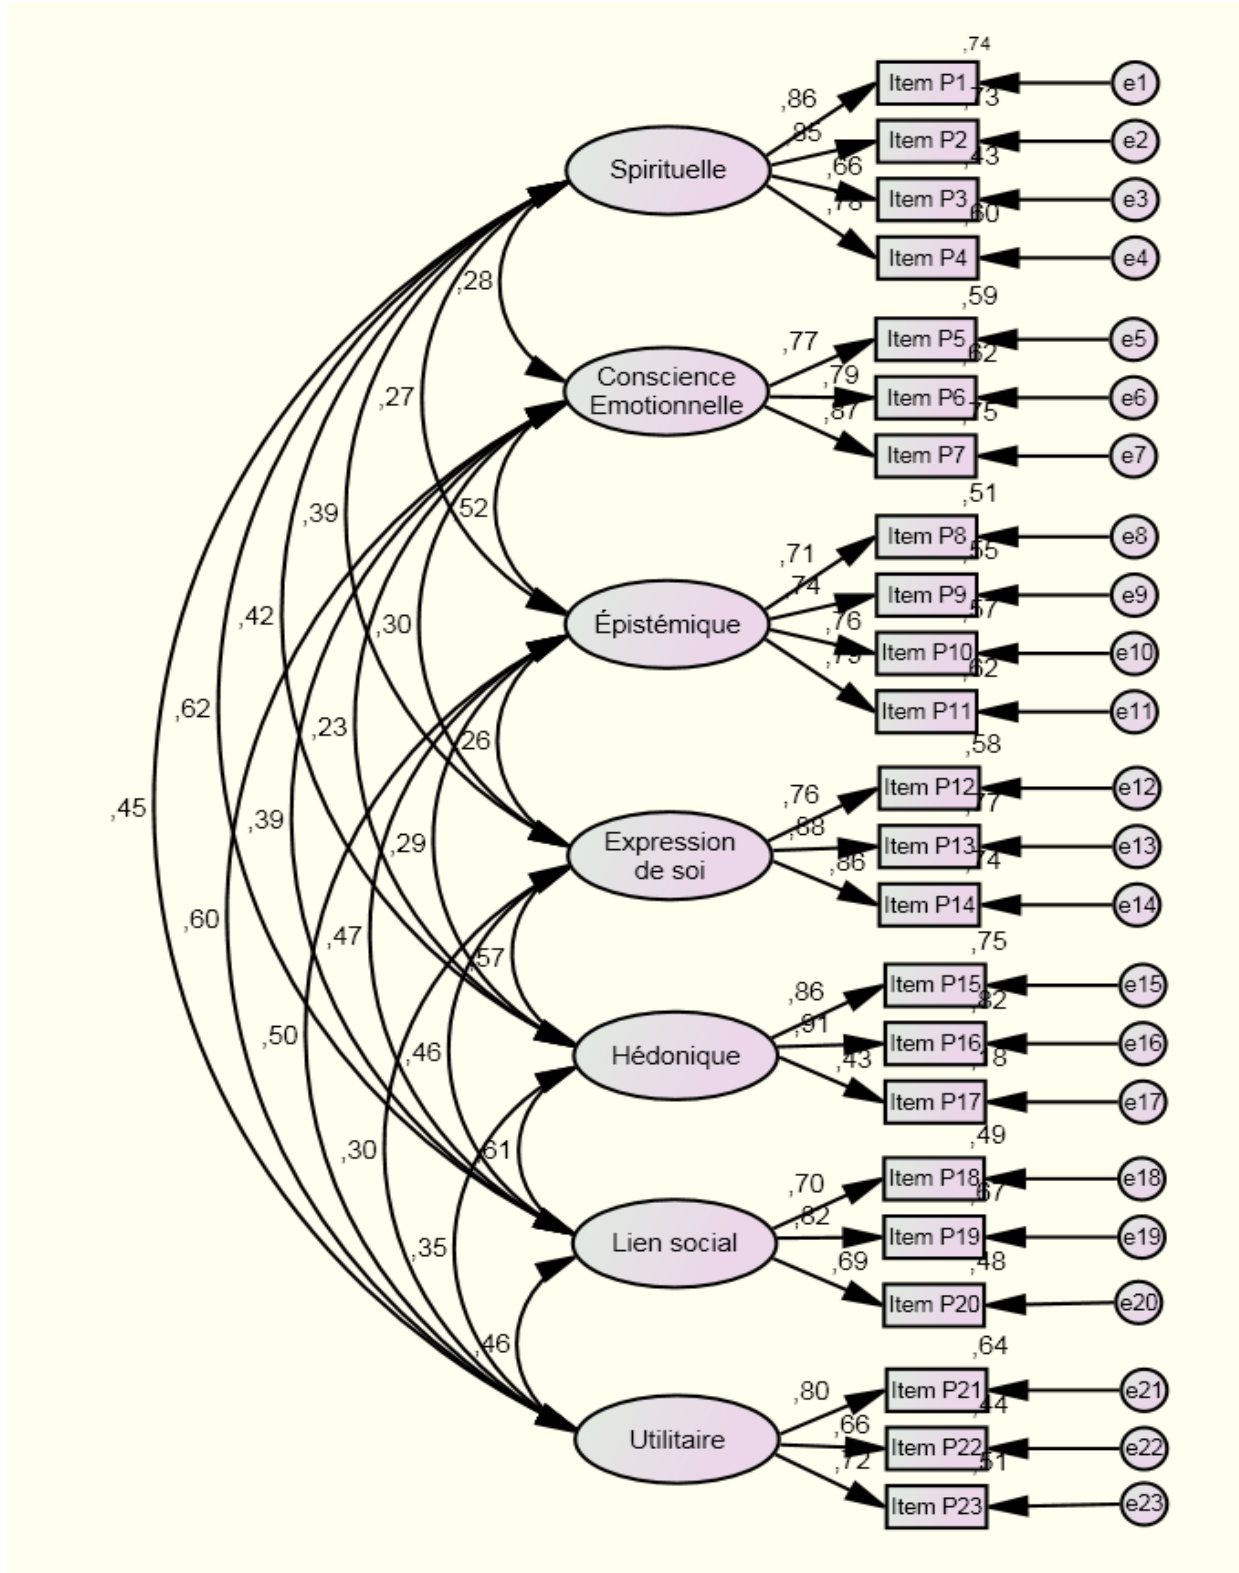 ,74
Item P1
e1
,86
,73
,85
Item P2
e2
,43
,66
Spirituelle
Item P3
e3
,60
,78
Item P4
e4
,28
,59
,77
Item P5
e5
,62
Conscience
Emotionnelle
,79
Item P6
e6
,75
,87
,27
Item P7
e7
,51
,52
,39
Item P8
e8
,71
,55
,74
Item P9
e9
,57
,42
,30
Épistémique
,76
Item P10
e10
,62
,79
Item P11
e11
,62
,23
,26
,58
,76
Item P12
e12
,77
,45
,39
,29
Expression
de soi
,88
Item P13
e13
,74
,86
Item P14
e14
,60
,47
,57
,75
,86
Item P15
e15
,82
,91
,50
,46
Hédonique
Item P16
e16
,18
,43
Item P17
e17
,49
,30
,61
,70
Item P18
e18
,67
,82
,35
Lien social
Item P19
e19
,48
,69
Item P20
e20
,46
,64
,80
Item P21
e21
,44
,66
Utilitaire
Item P22
e22
,51
,72
Item P23
e23